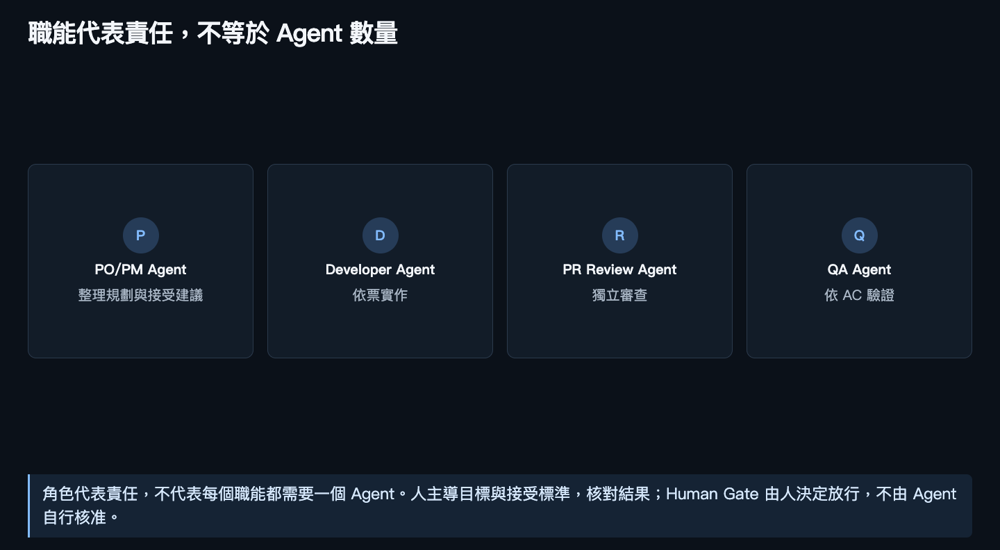 職能代表責任，不等於 Agent 數量
P
PO/PM Agent
整理規劃與接受建議
D
Developer Agent
依票實作
R
PR Review Agent
獨立審查
Q
QA Agent
依 AC 驗證
角色代表責任，不代表每個職能都需要一個 Agent。人主導目標與接受標準，核對結果；Human Gate 由人決定放行，不由 Agent
自行核准。